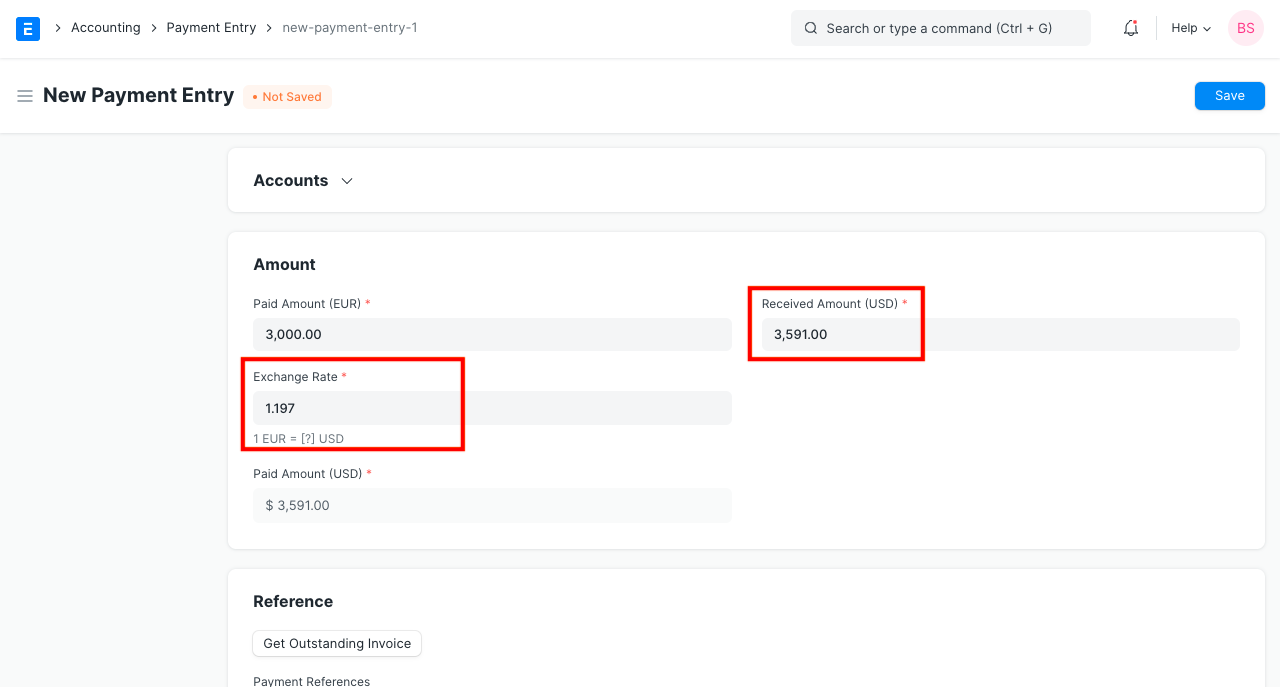 E Accounting Payment Entry new-payment-entry-1 Search or type a command (Ctrl + G) Help BS
New Payment Entry • Not Saved Save
Accounts
Amount
Paid Amount (EUR) * Received Amount (USD) *
3,000.00 3,591.00
Exchange Rate *
1.197
1 EUR = [?] USD
Paid Amount (USD) *
$ 3,591.00
Reference
Get Outstanding Invoice
Payment References